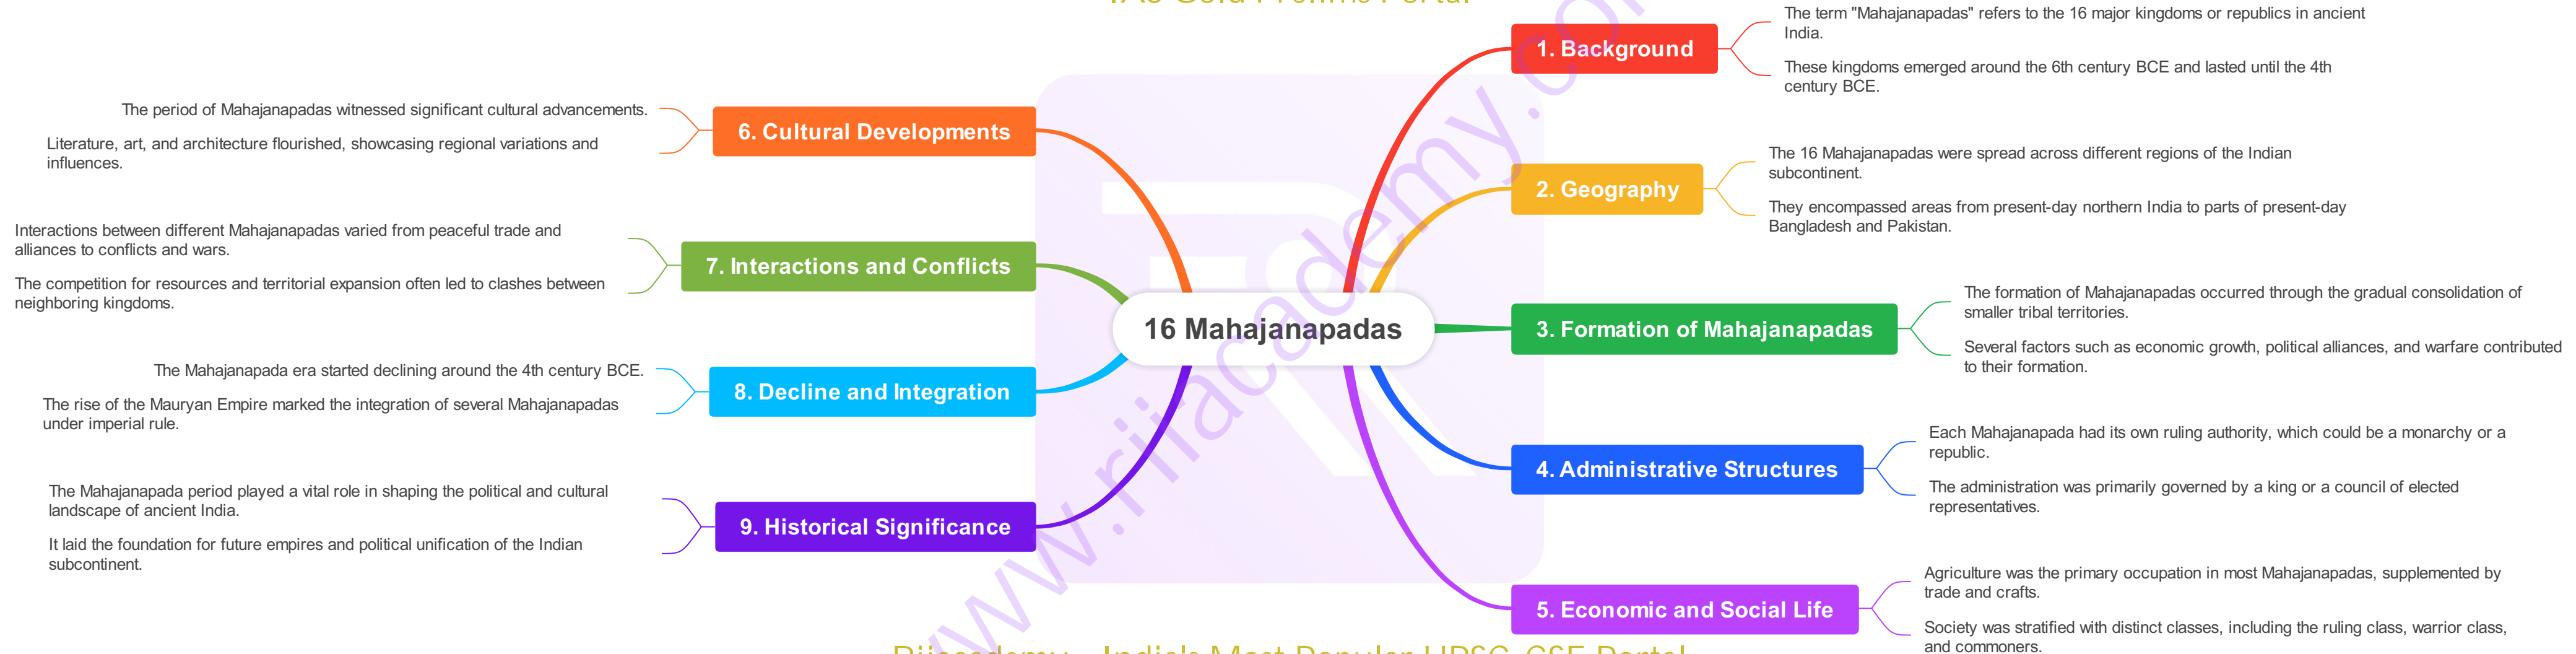 IAS Gold Prelims Portal
16 Mahajanapadas
1. Background
The term "Mahajanapadas" refers to the 16 major kingdoms or republics in ancient
India.
These kingdoms emerged around the 6th century BCE and lasted until the 4th
century BCE.
2. Geography
The 16 Mahajanapadas were spread across different regions of the Indian
subcontinent.
They encompassed areas from present-day northern India to parts of present-day
Bangladesh and Pakistan.
3. Formation of Mahajanapadas
The formation of Mahajanapadas occurred through the gradual consolidation of
smaller tribal territories.
Several factors such as economic growth, political alliances, and warfare contributed
to their formation.
4. Administrative Structures
Each Mahajanapada had its own ruling authority, which could be a monarchy or a
republic.
The administration was primarily governed by a king or a council of elected
representatives.
5. Economic and Social Life
Agriculture was the primary occupation in most Mahajanapadas, supplemented by
trade and crafts.
Society was stratified with distinct classes, including the ruling class, warrior class,
and commoners.
6. Cultural Developments
The period of Mahajanapadas witnessed significant cultural advancements.
Literature, art, and architecture flourished, showcasing regional variations and
influences.
7. Interactions and Conflicts
Interactions between different Mahajanapadas varied from peaceful trade and
alliances to conflicts and wars.
The competition for resources and territorial expansion often led to clashes between
neighboring kingdoms.
8. Decline and Integration
The Mahajanapada era started declining around the 4th century BCE.
The rise of the Mauryan Empire marked the integration of several Mahajanapadas
under imperial rule.
9. Historical Significance
The Mahajanapada period played a vital role in shaping the political and cultural
landscape of ancient India.
It laid the foundation for future empires and political unification of the Indian
subcontinent.
www.rijiacademy.com
India's Most Popular UPSC-CSE Portal